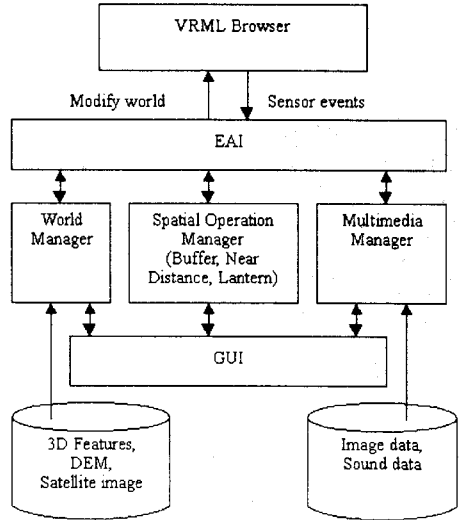 VRML Browser
Modify world
Sensor events
EAI
World
Manager
Spatial Operation
Manager
(Buffer, Near
Distance, Lantern)
Multimedia
Manager
GUI
3D Features,
DEM,
Satellite image
Image data,
Sound data